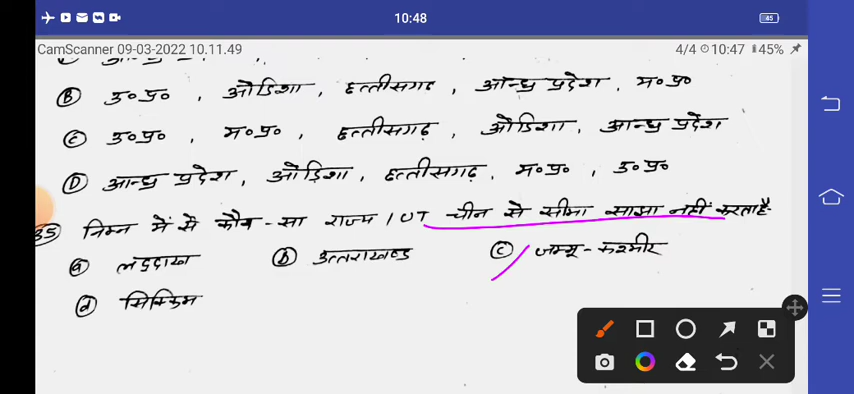 10:48
45
CamScanner 09-03-2022 10.11.49
4/4 10:47 45%
B उ०प्र० , ओडिशा , छत्तीसगढ , आन्ध्र प्रदेश , म०प्र०
C उ०प्र० , म०प्र० , छत्तीसगढ़ , ओडिशा , आन्ध्र प्रदेश
D आन्ध्र प्रदेश , ओडिशा , छत्तीसगढ़ , म०प्र० , उ०प्र०
35 निम्न में से कौन-सा राज्य / UT चीन से सीमा साझा नहीं करता है-
a लद्दाख b उत्तराखण्ड c जम्मू - कश्मीर
d सिक्किम